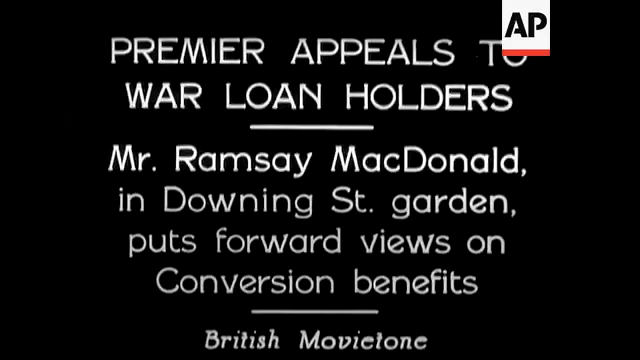 AP
PREMIER APPEALS TO
WAR LOAN HOLDERS
Mr. Ramsay MacDonald,
in Downing St. garden,
puts forward views on
Conversion benefits
British Movietone